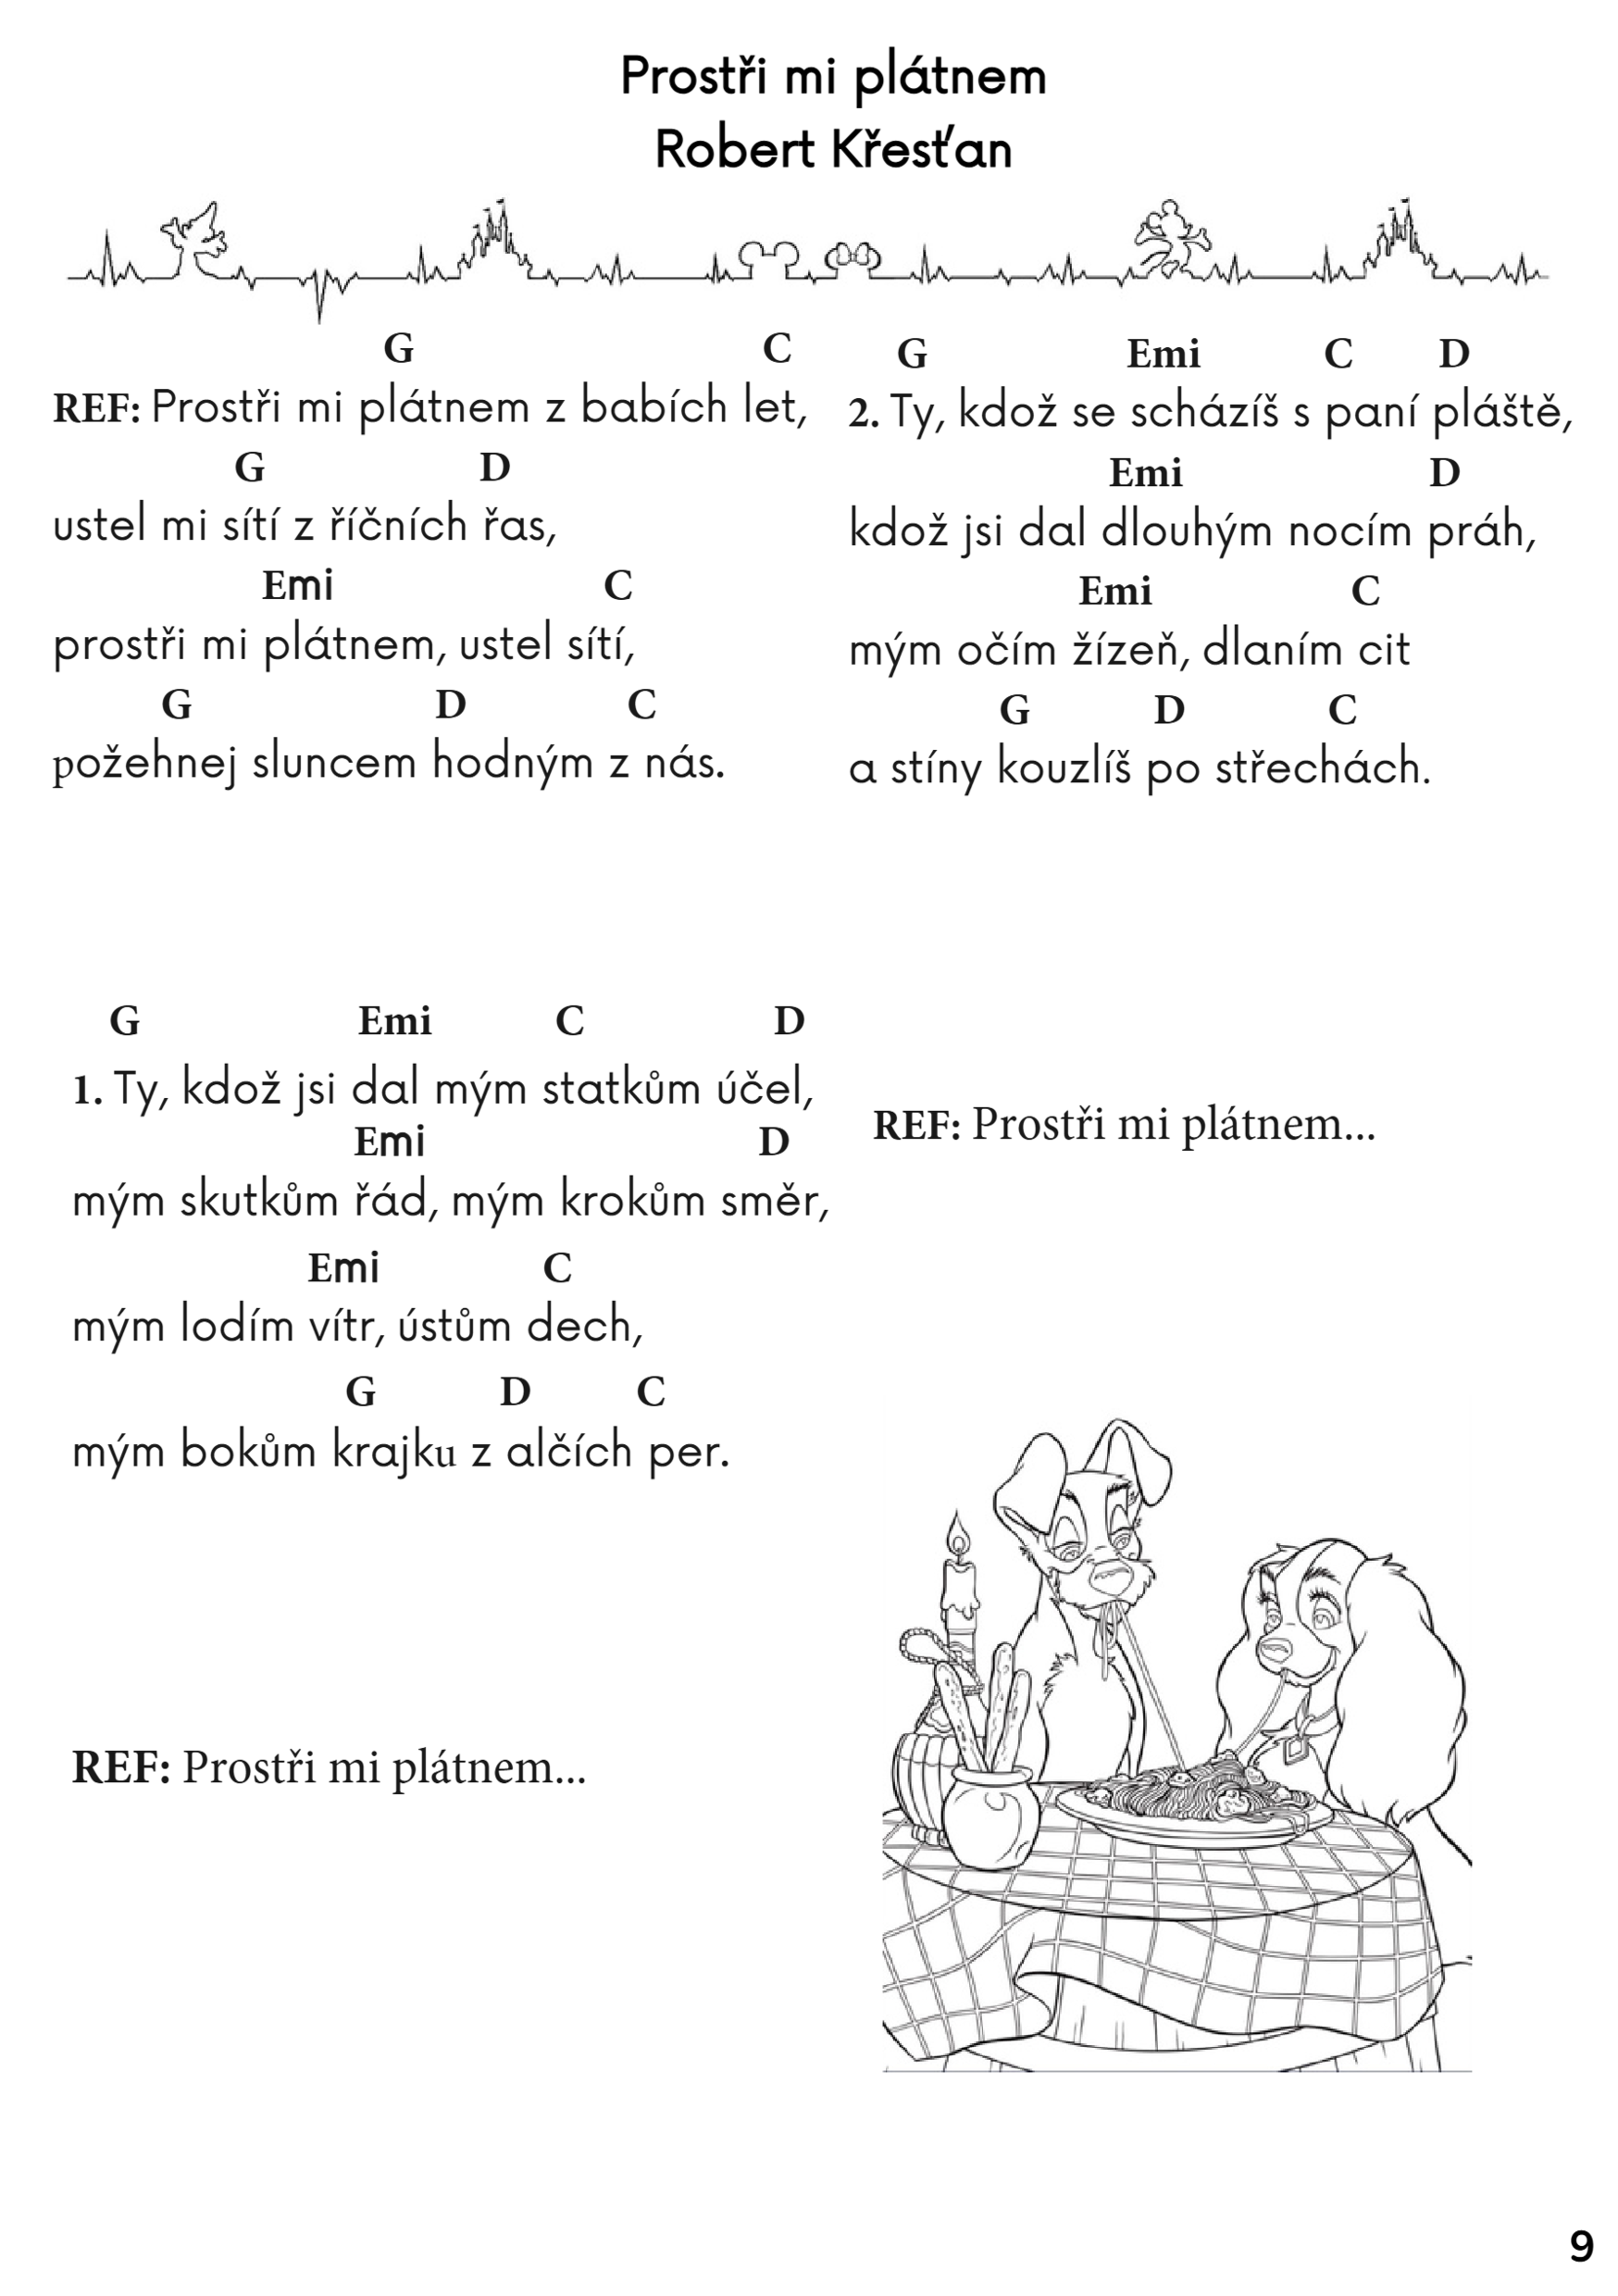 Prostři mi plátnem
Robert Křesťan
G C
REF: Prostři mi plátnem z babích let,
G D
ustel mi sítí z říčních řas,
Emi C
prostři mi plátnem, ustel sítí,
G D C
požehnej sluncem hodným z nás.
G Emi C D
1. Ty, kdož jsi dal mým statkům účel,
Emi D
mým skutkům řád, mým krokům směr,
Emi C
mým lodím vítr, ústům dech,
G D C
mým bokům krajku z alčích per.
REF: Prostři mi plátnem...
G Emi C D
2. Ty, kdož se scházíš s paní pláště,
Emi D
kdož jsi dal dlouhým nocím práh,
Emi C
mým očím žízeň, dlaním cit
G D C
a stíny kouzlíš po střechách.
REF: Prostři mi plátnem...
9